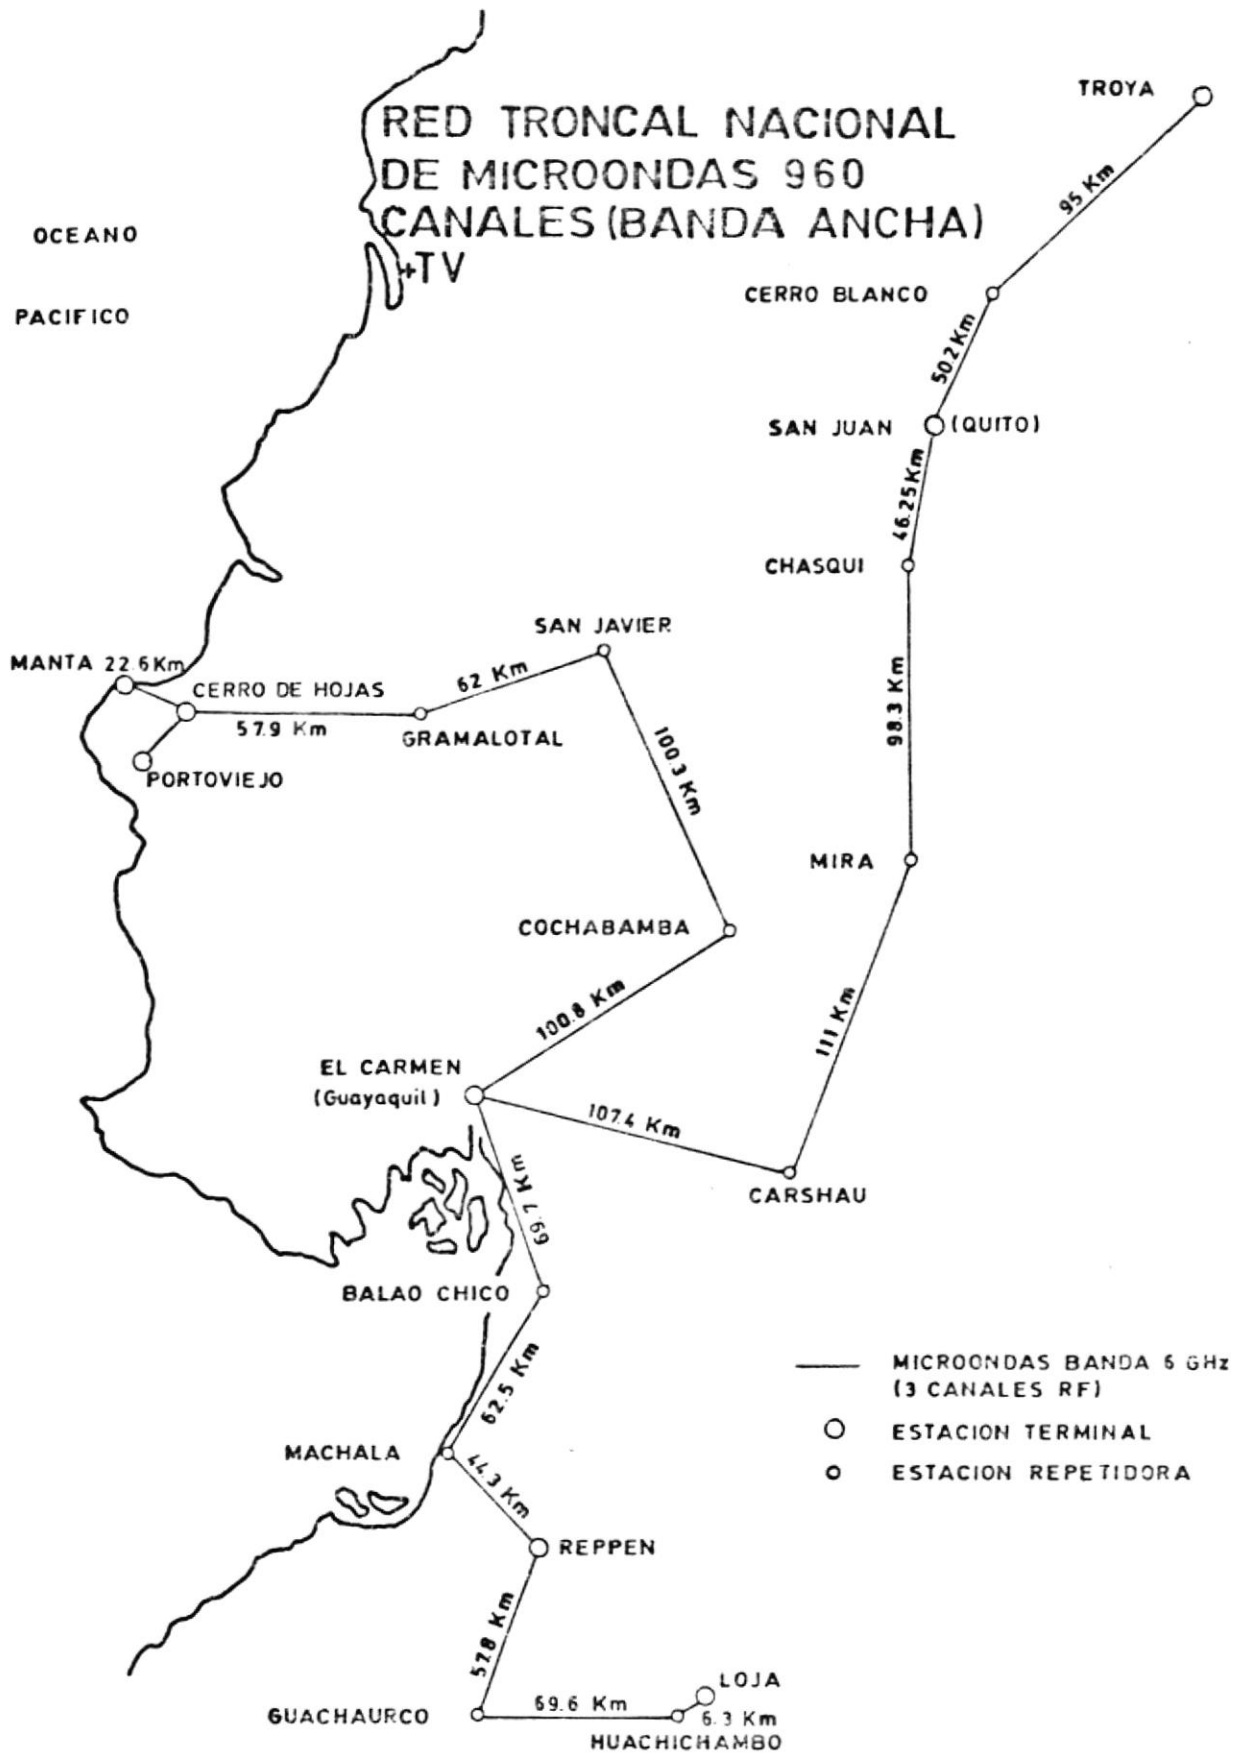 RED TRONCAL NACIONAL
DE MICROONDAS 960
CANALES (BANDA ANCHA)
+TV
OCEANO
PACIFICO
TROYA
95 Km
CERRO BLANCO
50.2 Km
SAN JUAN
(QUITO)
46.25 Km
CHASQUI
98.3 Km
SAN JAVIER
MANTA
22.6 Km
CERRO DE HOJAS
62 Km
57.9 Km
GRAMALOTAL
PORTOVIEJO
100.3 Km
MIRA
COCHABAMBA
100.8 Km
111 Km
EL CARMEN
(Guayaquil)
107.4 Km
CARSHAU
69.7 Km
BALAO CHICO
62.5 Km
MACHALA
44.3 Km
REPPEN
57.8 Km
GUACHAURCO
69.6 Km
LOJA
6.3 Km
HUACHICHAMBO
MICROONDAS BANDA 6 GHz
(3 CANALES RF)
ESTACION TERMINAL
ESTACION REPETIDORA